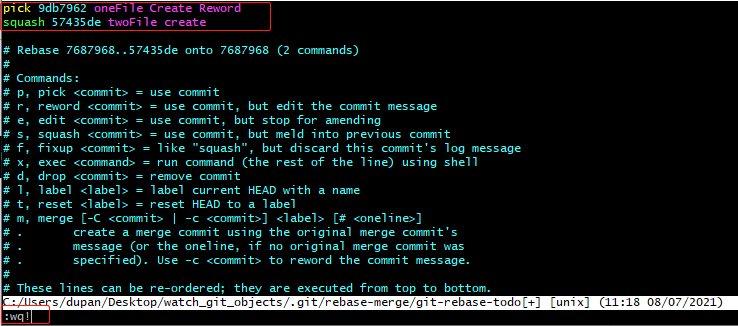 pick 9db7962 oneFile Create Reword
squash 57435de twoFile create

# Rebase 7687968..57435de onto 7687968 (2 commands)
#
# Commands:
# p, pick <commit> = use commit
# r, reword <commit> = use commit, but edit the commit message
# e, edit <commit> = use commit, but stop for amending
# s, squash <commit> = use commit, but meld into previous commit
# f, fixup <commit> = like "squash", but discard this commit's log message
# x, exec <command> = run command (the rest of the line) using shell
# d, drop <commit> = remove commit
# l, label <label> = label current HEAD with a name
# t, reset <label> = reset HEAD to a label
# m, merge [-C <commit> | -c <commit>] <label> [# <oneline>]
# .       create a merge commit using the original merge commit's
# .       message (or the oneline, if no original merge commit was
# .       specified). Use -c <commit> to reword the commit message.
#
# These lines can be re-ordered; they are executed from top to bottom.
C:/Users/dupan/Desktop/watch_git_objects/.git/rebase-merge/git-rebase-todo[+] [unix] (11:18 08/07/2021)
:wq!